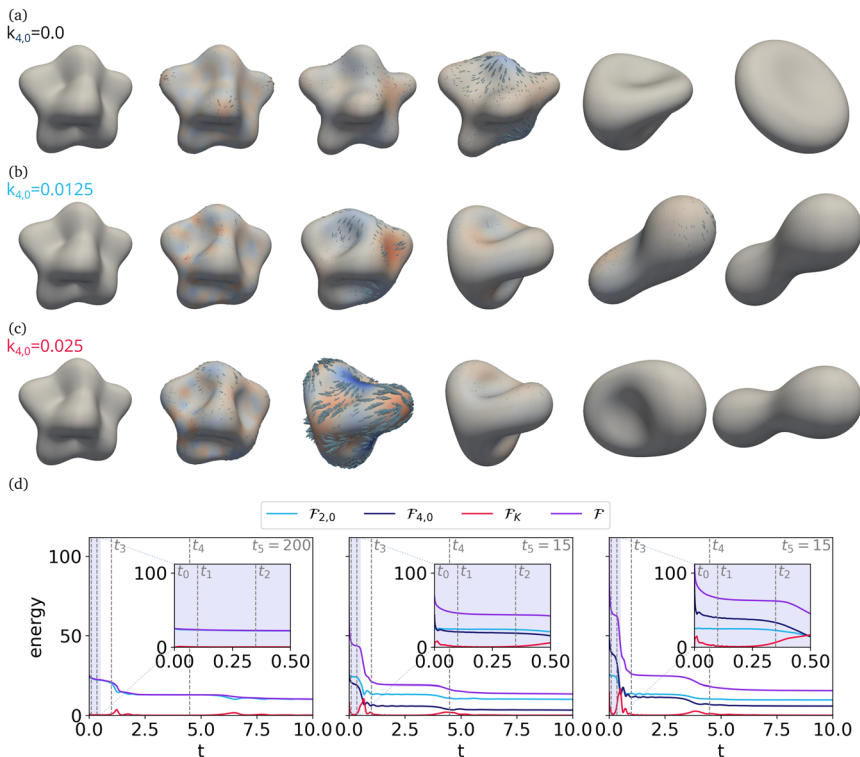 (a)
k4,0=0.0
(b)
k4,0=0.0125
(c)
k4,0=0.025
(d)
F2,0 F4,0 FK F
energy
100
50
0
t3 t4 t5 = 200
100
0
t0 t1 t2
0.00 0.25 0.50
0.0 2.5 5.0 7.5 10.0
t
t3 t4 t5 = 15
100
0
t0 t1 t2
0.00 0.25 0.50
0.0 2.5 5.0 7.5 10.0
t
t3 t4 t5 = 15
100
0
t0 t1 t2
0.00 0.25 0.50
0.0 2.5 5.0 7.5 10.0
t